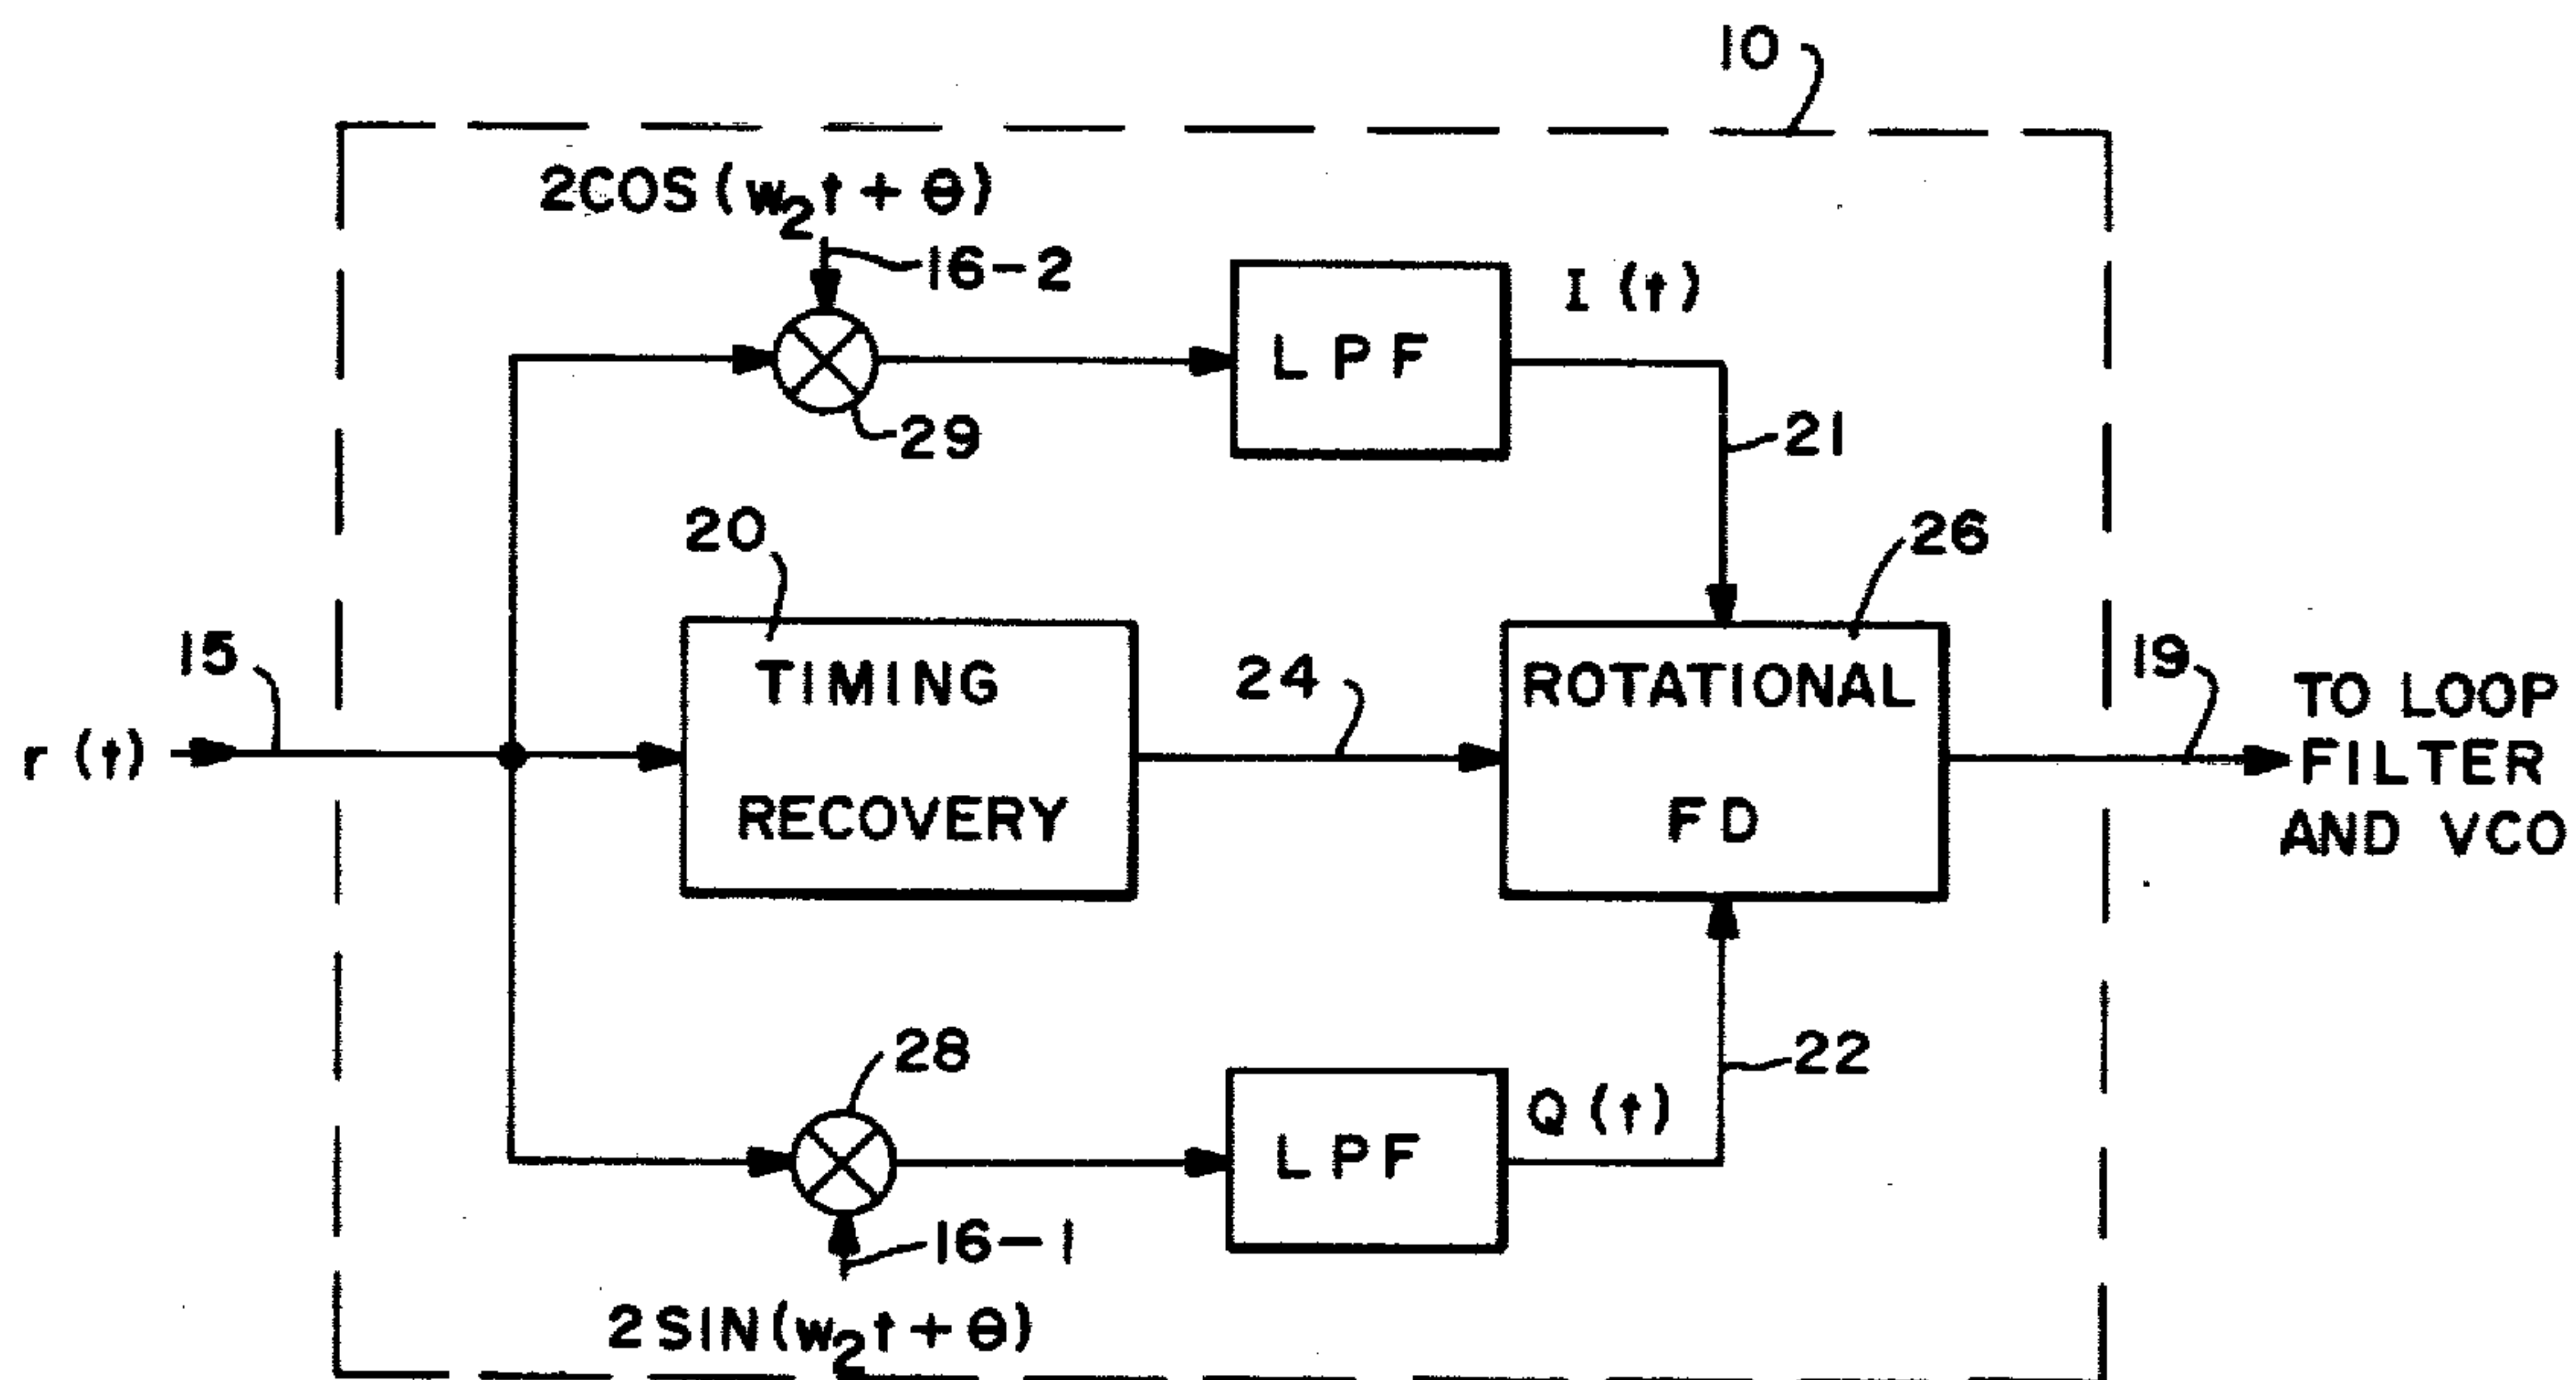 10
2COS(w₂t + θ)
16-2
29
LPF
I (t)
21
20
TIMING
RECOVERY
24
26
ROTATIONAL
FD
15
r (t)
19
TO LOOP
FILTER
AND VCO
28
LPF
Q (t)
22
16-1
2SIN(w₂t + θ)